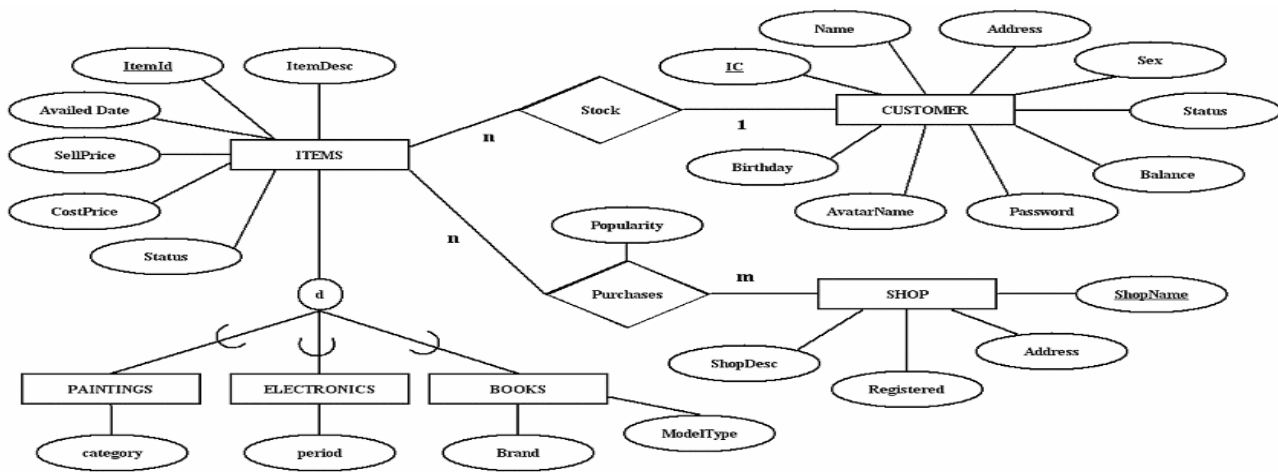 Name
Address
ItemId
ItemDesc
IC
Sex
Availed Date
Stock
CUSTOMER
Status
n
1
SellPrice
ITEMS
Birthday
Balance
CostPrice
AvatarName
Password
Popularity
n
Status
m
d
Purchases
SHOP
ShopName
ShopDesc
Address
Registered
PAINTINGS
ELECTRONICS
BOOKS
ModelType
category
period
Brand